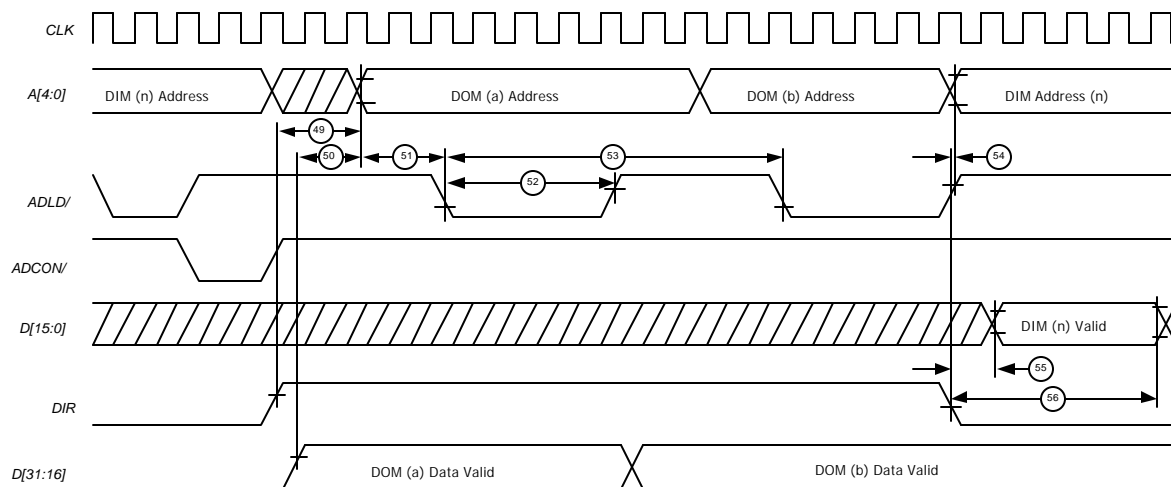 CLK
A[4:0]
DIM (n) Address
DOM (a) Address
DOM (b) Address
DIM Address (n)
49
50
51
53
54
52
ADLD/
ADCON/
D[15:0]
DIM (n) Valid
55
56
DIR
D[31:16]
DOM (a) Data Valid
DOM (b) Data Valid